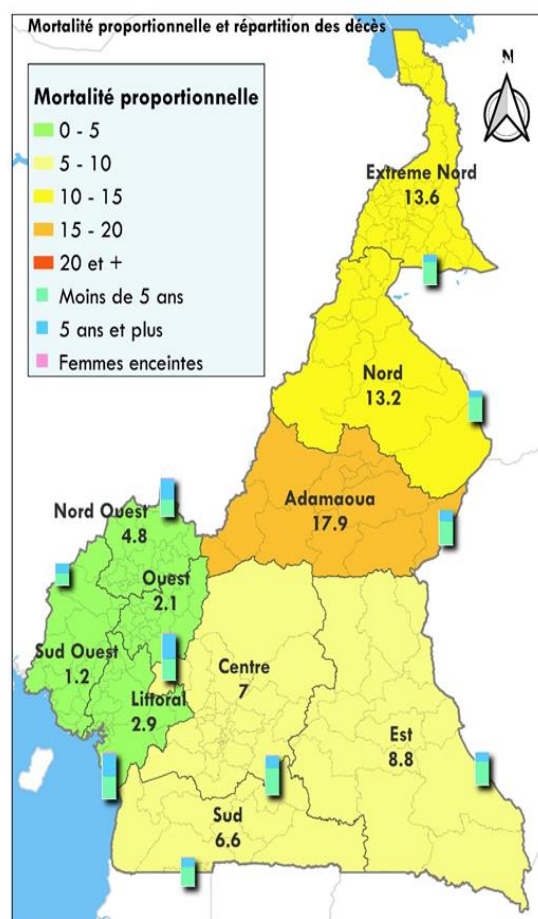 Mortalité proportionnelle et répartition des décès
N
Mortalité proportionnelle
0 - 5
5 - 10
10 - 15
15 - 20
20 et +
Moins de 5 ans
5 ans et plus
Femmes enceintes
Extreme Nord
13.6
Nord
13.2
Adamaoua
17.9
Nord Ouest
4.8
Ouest
2.1
Sud Ouest
1.2
Littoral
2.9
Centre
7
Est
8.8
Sud
6.6